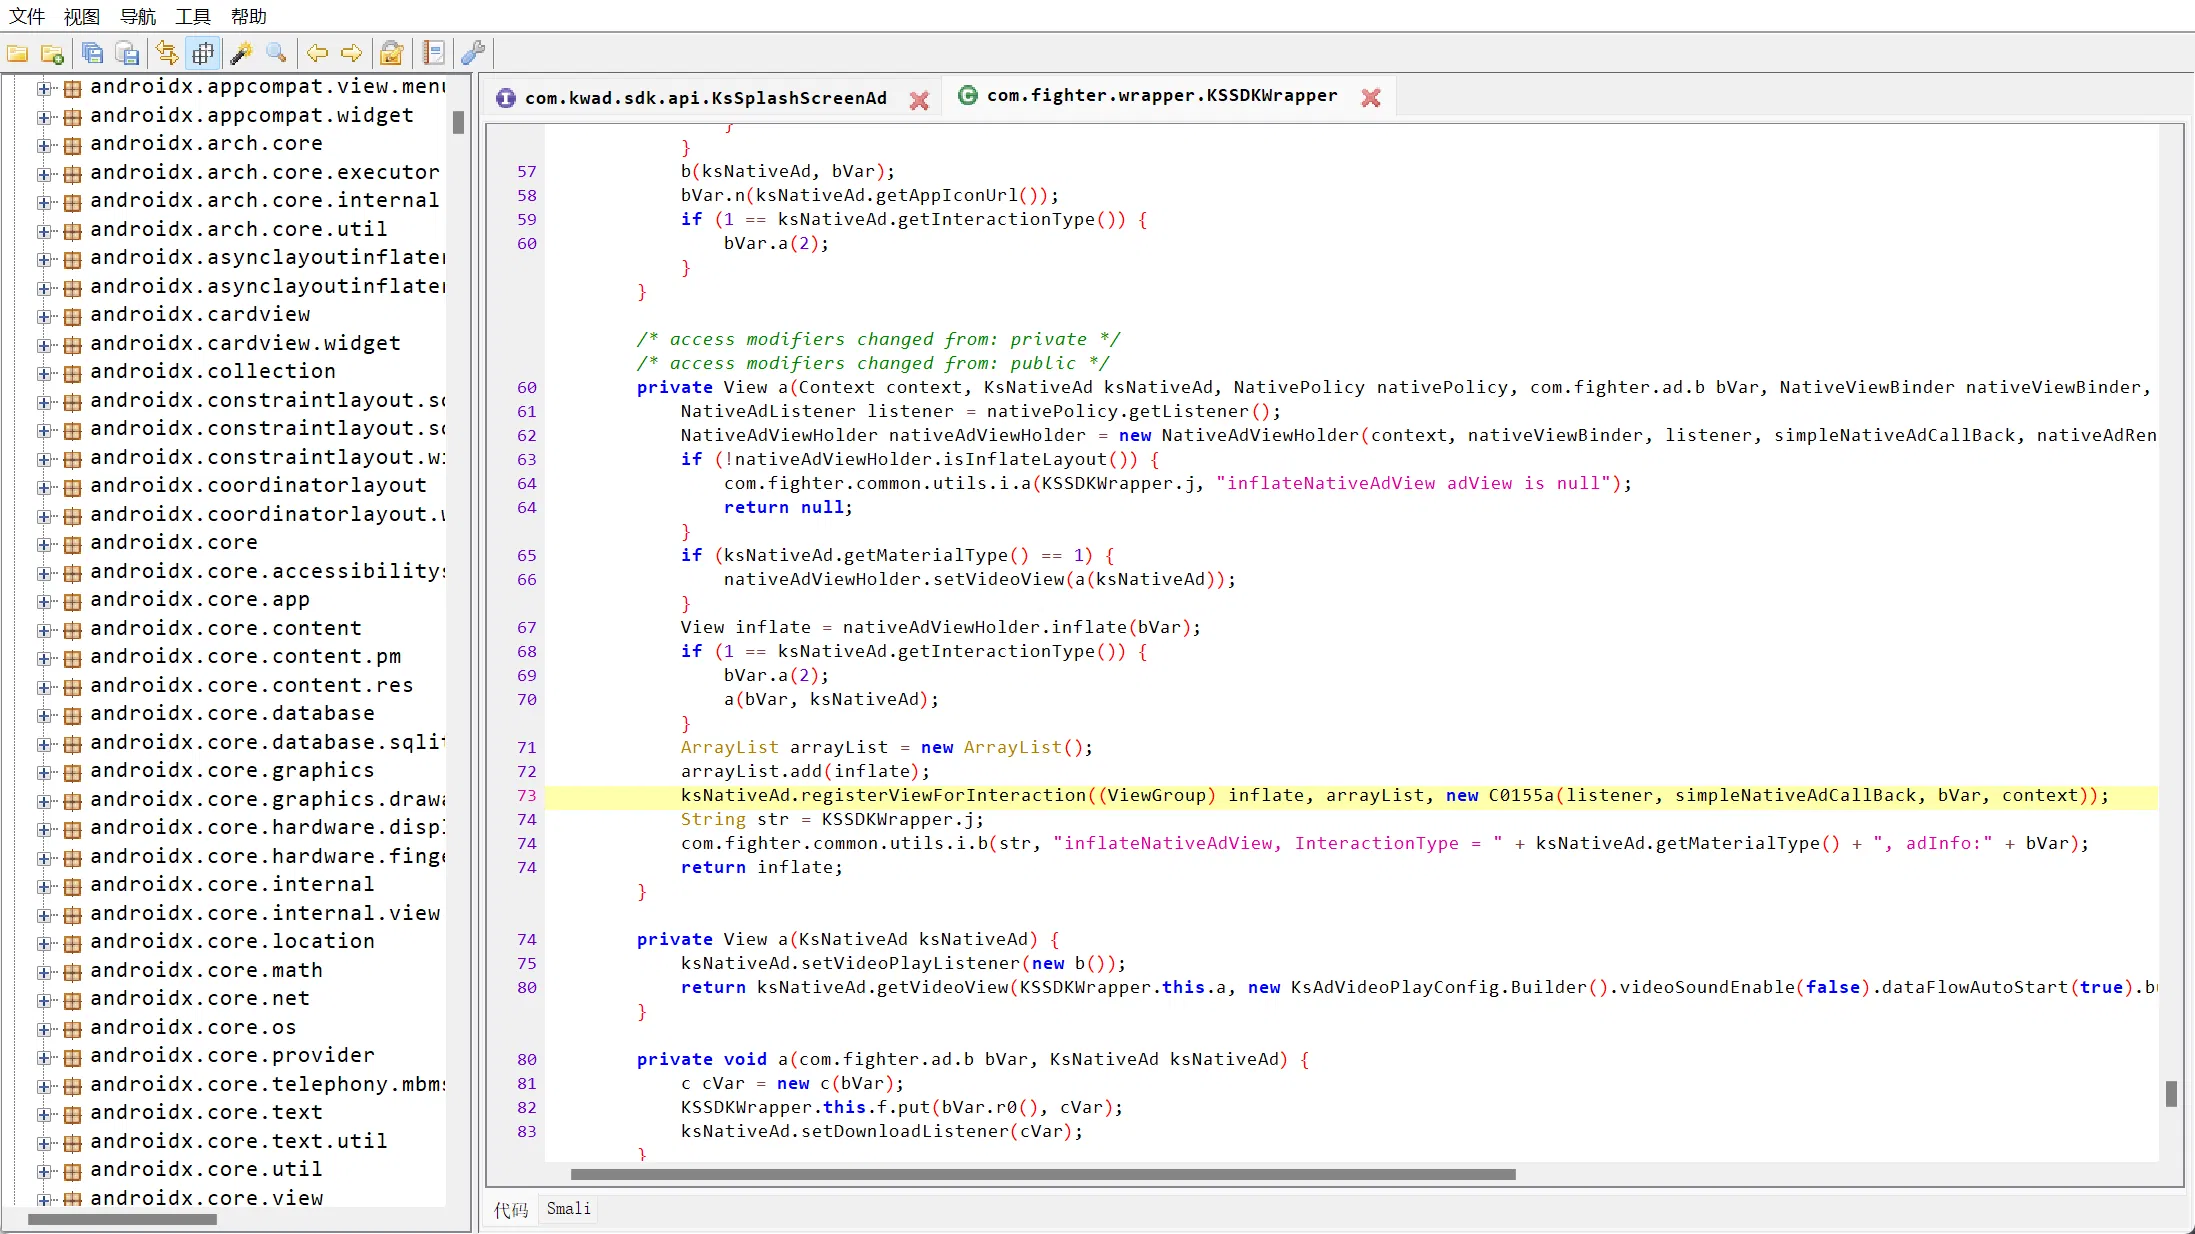 文件 视图 导航 工具 帮助
androidx.appcompat.view.menu
androidx.appcompat.widget
androidx.arch.core
androidx.arch.core.executor
androidx.arch.core.internal
androidx.arch.core.util
androidx.asynclayoutinflater
androidx.asynclayoutinflater
androidx.cardview
androidx.cardview.widget
androidx.collection
androidx.constraintlayout.sc
androidx.constraintlayout.sc
androidx.constraintlayout.wi
androidx.coordinatorlayout
androidx.coordinatorlayout.w
androidx.core
androidx.core.accessibilitys
androidx.core.app
androidx.core.content
androidx.core.content.pm
androidx.core.content.res
androidx.core.database
androidx.core.database.sqlit
androidx.core.graphics
androidx.core.graphics.drawa
androidx.core.hardware.displ
androidx.core.hardware.finge
androidx.core.internal
androidx.core.internal.view
androidx.core.location
androidx.core.math
androidx.core.net
androidx.core.os
androidx.core.provider
androidx.core.telephony.mbms
androidx.core.text
androidx.core.text.util
androidx.core.util
androidx.core.view
com.kwad.sdk.api.KsSplashScreenAd com.fighter.wrapper.KSSDKWrapper
}
}
57 b(ksNativeAd, bVar);
58 bVar.n(ksNativeAd.getAppIconUrl());
59 if (1 == ksNativeAd.getInteractionType()) {
60 bVar.a(2);
}
}
/* access modifiers changed from: private */
/* access modifiers changed from: public */
60 private View a(Context context, KsNativeAd ksNativeAd, NativePolicy nativePolicy, com.fighter.ad.b bVar, NativeViewBinder nativeViewBinder,
61 NativeAdListener listener = nativePolicy.getListener();
62 NativeAdViewHolder nativeAdViewHolder = new NativeAdViewHolder(context, nativeViewBinder, listener, simpleNativeAdCallBack, nativeAdRen
63 if (!nativeAdViewHolder.isInflateLayout()) {
64 com.fighter.common.utils.i.a(KSSDKWrapper.j, "inflateNativeAdView adView is null");
64 return null;
}
65 if (ksNativeAd.getMaterialType() == 1) {
66 nativeAdViewHolder.setVideoView(a(ksNativeAd));
}
67 View inflate = nativeAdViewHolder.inflate(bVar);
68 if (1 == ksNativeAd.getInteractionType()) {
69 bVar.a(2);
70 a(bVar, ksNativeAd);
}
71 ArrayList arrayList = new ArrayList();
72 arrayList.add(inflate);
73 ksNativeAd.registerViewForInteraction((ViewGroup) inflate, arrayList, new C0155a(listener, simpleNativeAdCallBack, bVar, context));
74 String str = KSSDKWrapper.j;
74 com.fighter.common.utils.i.b(str, "inflateNativeAdView, InteractionType = " + ksNativeAd.getMaterialType() + ", adInfo:" + bVar);
74 return inflate;
}
74 private View a(KsNativeAd ksNativeAd) {
75 ksNativeAd.setVideoPlayListener(new b());
80 return ksNativeAd.getVideoView(KSSDKWrapper.this.a, new KsAdVideoPlayConfig.Builder().videoSoundEnable(false).dataFlowAutoStart(true).bu
}
80 private void a(com.fighter.ad.b bVar, KsNativeAd ksNativeAd) {
81 c cVar = new c(bVar);
82 KSSDKWrapper.this.f.put(bVar.r0(), cVar);
83 ksNativeAd.setDownloadListener(cVar);
}
代码 Smali